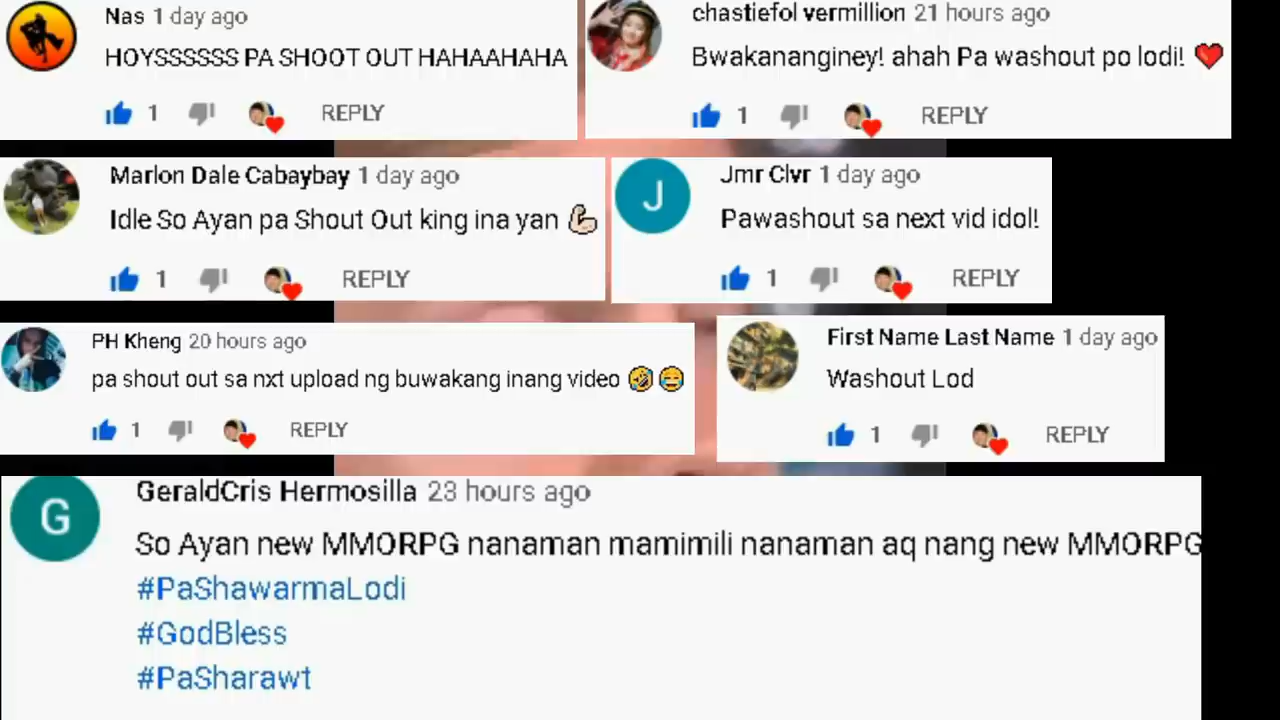 Nas 1 day ago
HOYSSSSSS PA SHOOT OUT HAHAAHAHA
1 REPLY
chastiefol vermillion 21 hours ago
Bwakananginey! ahah Pa washout po lodi! ❤️
1 REPLY
Marlon Dale Cabaybay 1 day ago
Idle So Ayan pa Shout Out king ina yan 💪🏻
1 REPLY
Jmr Clvr 1 day ago
J
Pawashout sa next vid idol!
1 REPLY
PH Kheng 20 hours ago
pa shout out sa nxt upload ng buwakang inang video 🤣😂
1 REPLY
First Name Last Name 1 day ago
Washout Lod
1 REPLY
GeraldCris Hermosilla 23 hours ago
G
So Ayan new MMORPG nanaman mamimili nanaman aq nang new MMORPG
#PaShawarmaLodi
#GodBless
#PaSharawt